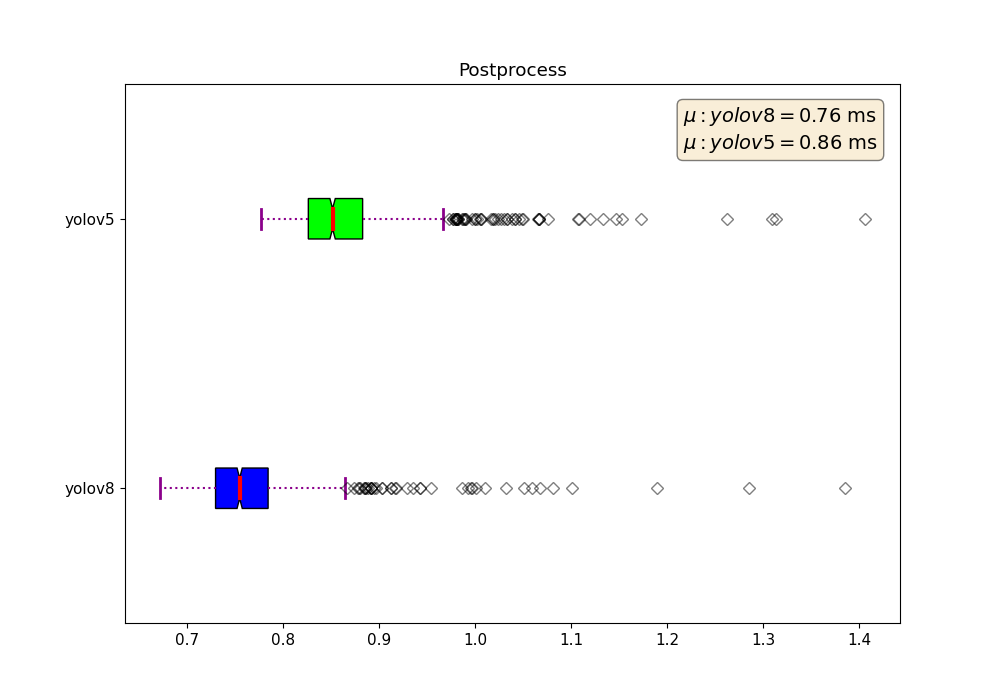 Postprocess
μ : yolov8 = 0.76 ms
μ : yolov5 = 0.86 ms
yolov5
yolov8
0.7 0.8 0.9 1.0 1.1 1.2 1.3 1.4